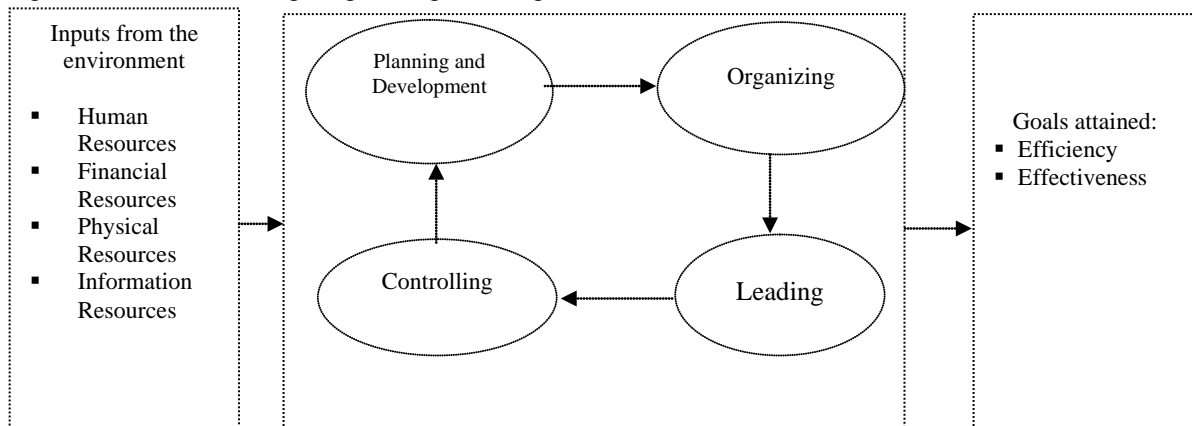 Inputs from the
environment
▪ Human
Resources
▪ Financial
Resources
▪ Physical
Resources
▪ Information
Resources
Planning and
Development
Organizing
Controlling
Leading
Goals attained:
▪ Efficiency
▪ Effectiveness